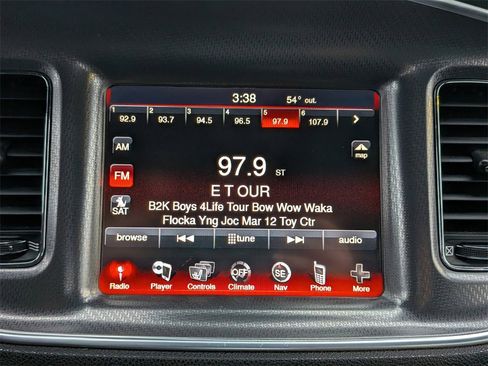 3:38 54° out.
1 2 3 4 5 6
92.9 93.7 94.5 96.5 97.9 107.9 >
AM
FM
SAT
map
97.9 ST
E T OUR
B2K Boys 4Life Tour Bow Wow Waka
Flocka Yng Joc Mar 12 Toy Ctr
browse tune audio
OFF SE
Radio Player Controls Climate Nav Phone More